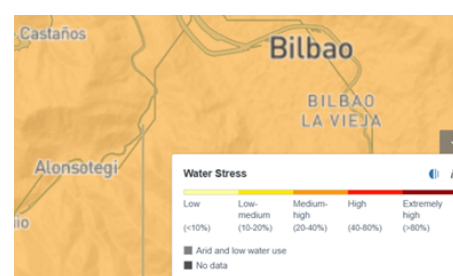 Castaños
Bilbao
BILBAO
LA VIEJA
Alonsotegi
Water Stress
Low
Low-
medium
Medium-
high
High
Extremely
high
(<10%)
(10-20%)
(20-40%)
(40-80%)
(>80%)
Arid and low water use
No data